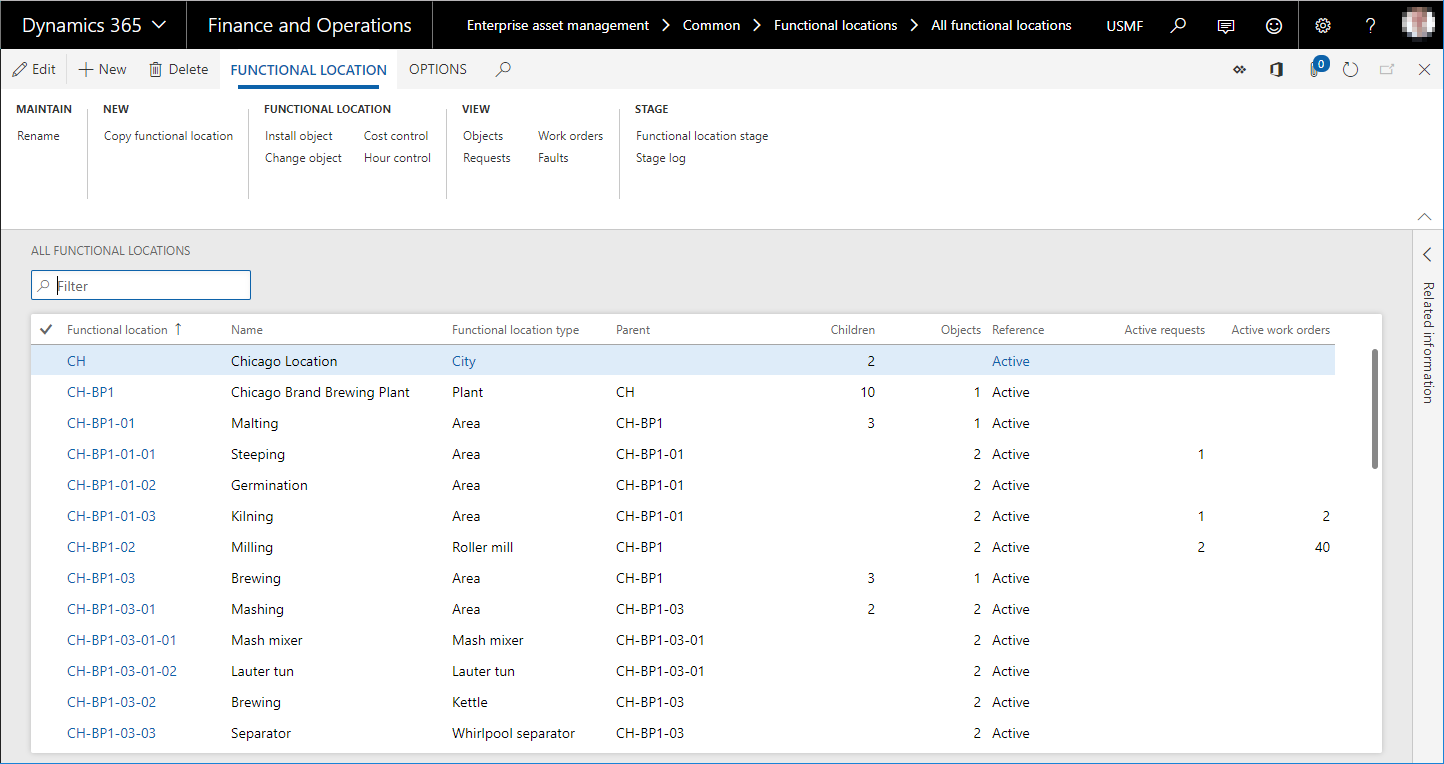 Dynamics 365 Finance and Operations Enterprise asset management Common Functional locations All functional locations USMF ?
Edit New Delete FUNCTIONAL LOCATION OPTIONS 0
MAINTAIN NEW FUNCTIONAL LOCATION VIEW STAGE
Rename Copy functional location Install object Cost control Objects Work orders Functional location stage
Change object Hour control Requests Faults Stage log
ALL FUNCTIONAL LOCATIONS
Filter
Related information
Functional location Name Functional location type Parent Children Objects Reference Active requests Active work orders
CH Chicago Location City 2 Active
CH-BP1 Chicago Brand Brewing Plant Plant CH 10 1 Active
CH-BP1-01 Malting Area CH-BP1 3 1 Active
CH-BP1-01-01 Steeping Area CH-BP1-01 2 Active 1
CH-BP1-01-02 Germination Area CH-BP1-01 2 Active
CH-BP1-01-03 Kilning Area CH-BP1-01 2 Active 1 2
CH-BP1-02 Milling Roller mill CH-BP1 2 Active 2 40
CH-BP1-03 Brewing Area CH-BP1 3 1 Active
CH-BP1-03-01 Mashing Area CH-BP1-03 2 2 Active
CH-BP1-03-01-01 Mash mixer Mash mixer CH-BP1-03-01 2 Active
CH-BP1-03-01-02 Lauter tun Lauter tun CH-BP1-03-01 2 Active
CH-BP1-03-02 Brewing Kettle CH-BP1-03 2 Active
CH-BP1-03-03 Separator Whirlpool separator CH-BP1-03 2 Active